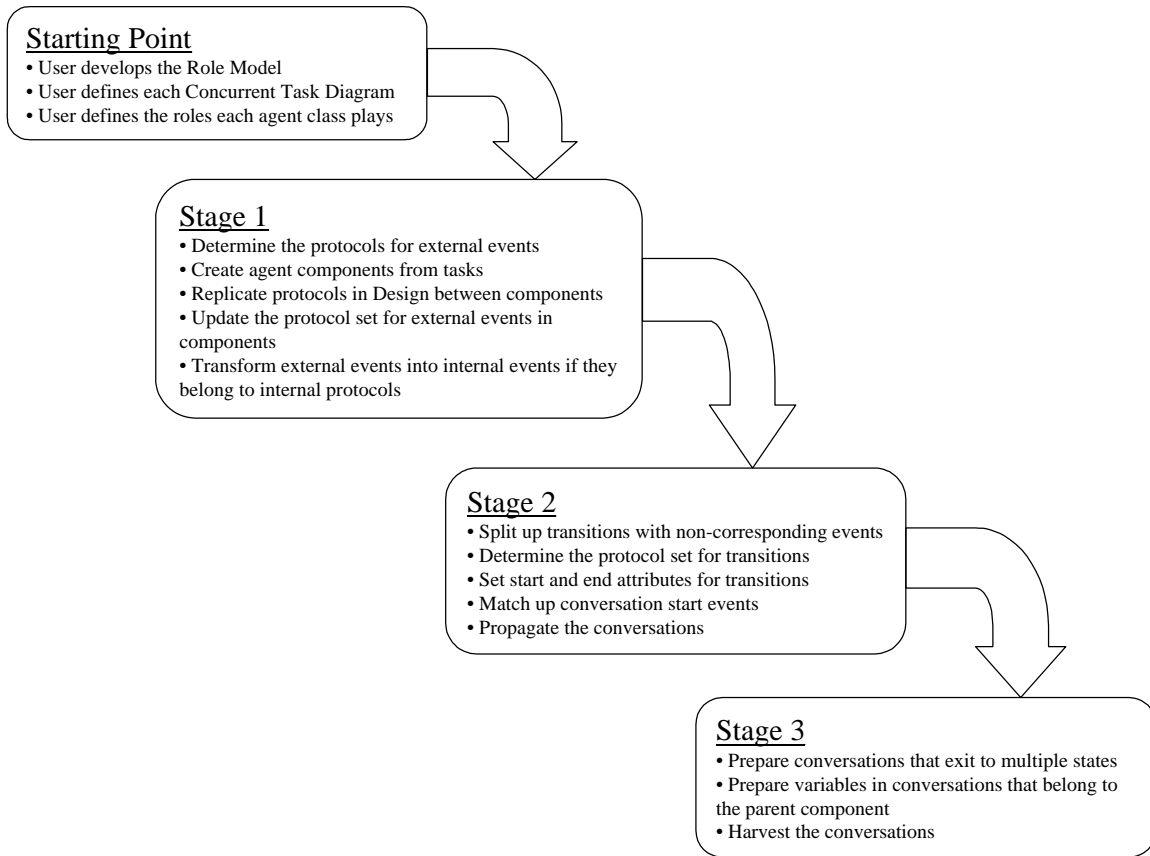 Starting Point
• User develops the Role Model
• User defines each Concurrent Task Diagram
• User defines the roles each agent class plays
Stage 1
• Determine the protocols for external events
• Create agent components from tasks
• Replicate protocols in Design between components
• Update the protocol set for external events in
components
• Transform external events into internal events if they
belong to internal protocols
Stage 2
• Split up transitions with non-corresponding events
• Determine the protocol set for transitions
• Set start and end attributes for transitions
• Match up conversation start events
• Propagate the conversations
Stage 3
• Prepare conversations that exit to multiple states
• Prepare variables in conversations that belong to
the parent component
• Harvest the conversations